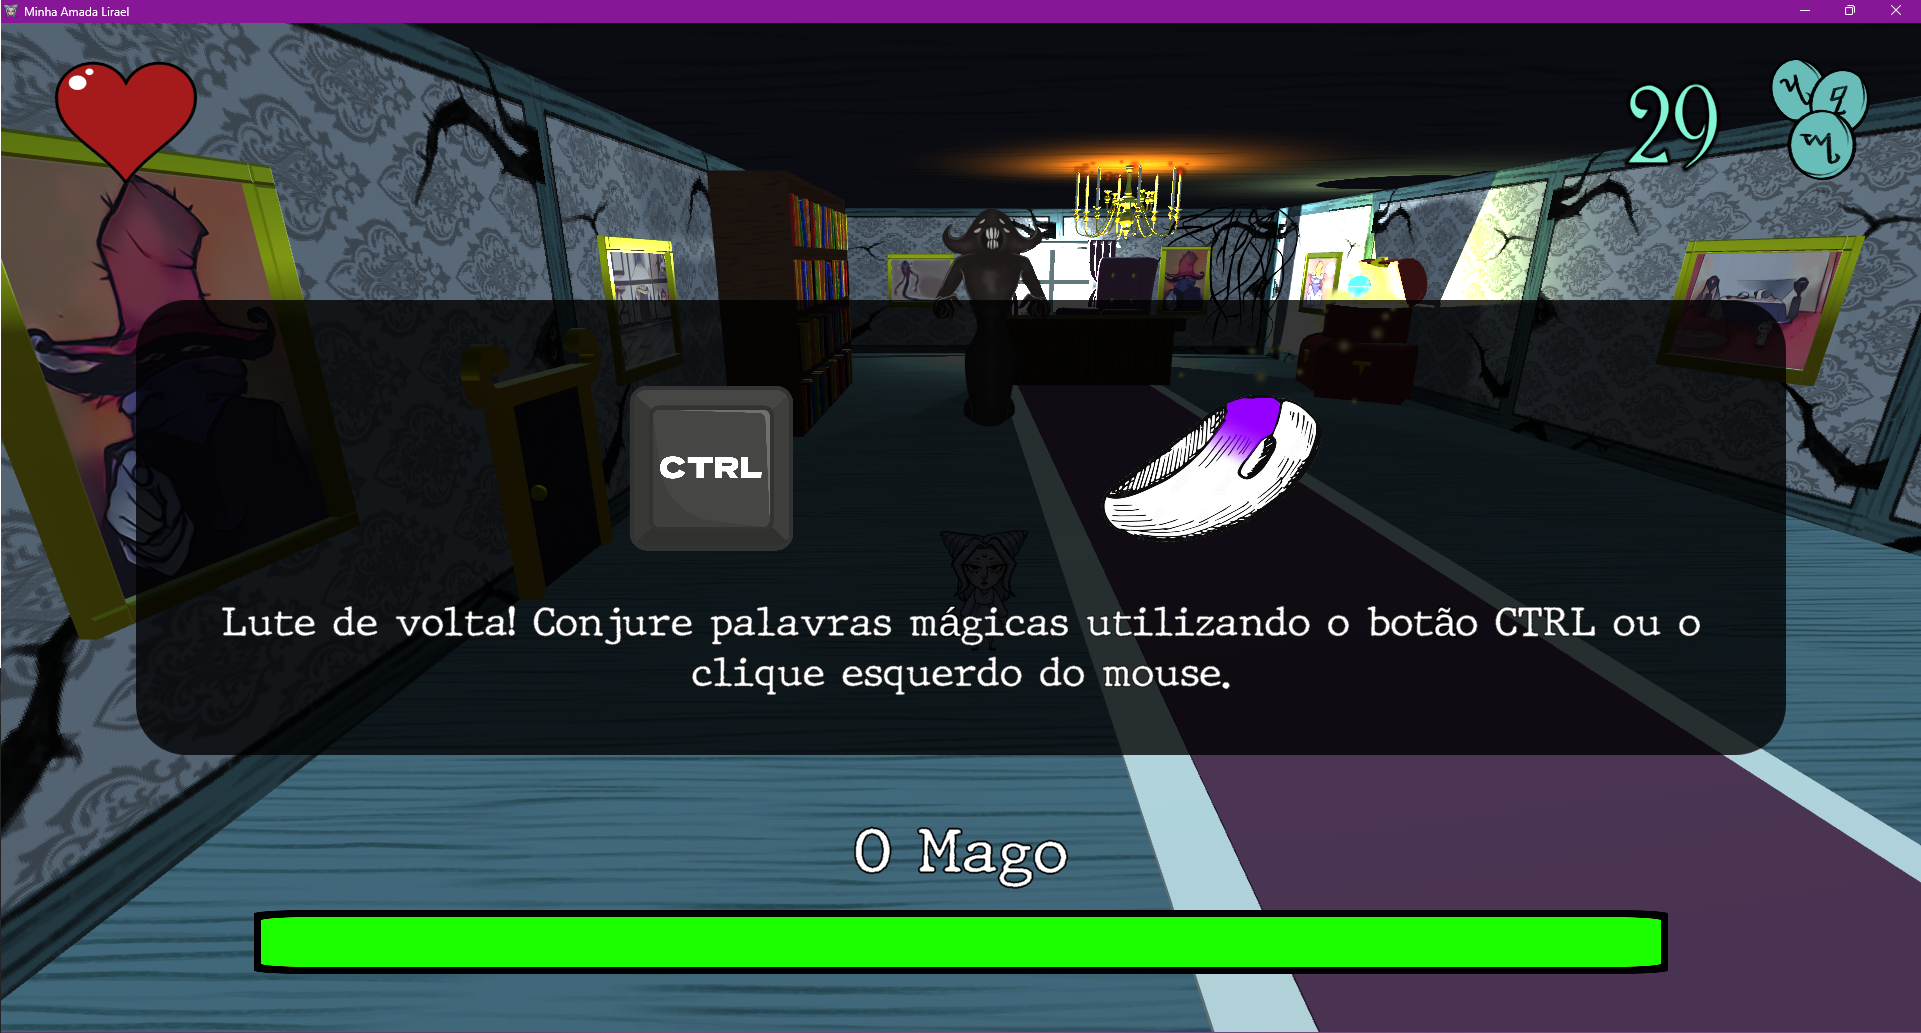 Minha Amada Lirael
29
CTRL
Lute de volta! Conjure palavras mágicas utilizando o botão CTRL ou o
clique esquerdo do mouse.
O Mago